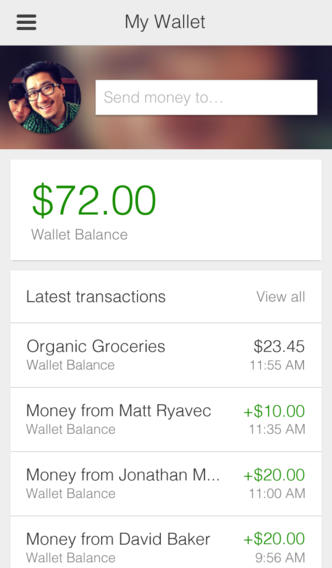 My Wallet
Send money to...
$72.00
Wallet Balance
Latest transactions View all
Organic Groceries $23.45
Wallet Balance 11:55 AM
Money from Matt Ryavec +$10.00
Wallet Balance 11:35 AM
Money from Jonathan M... +$20.00
Wallet Balance 11:00 AM
Money from David Baker +$20.00
Wallet Balance 9:56 AM